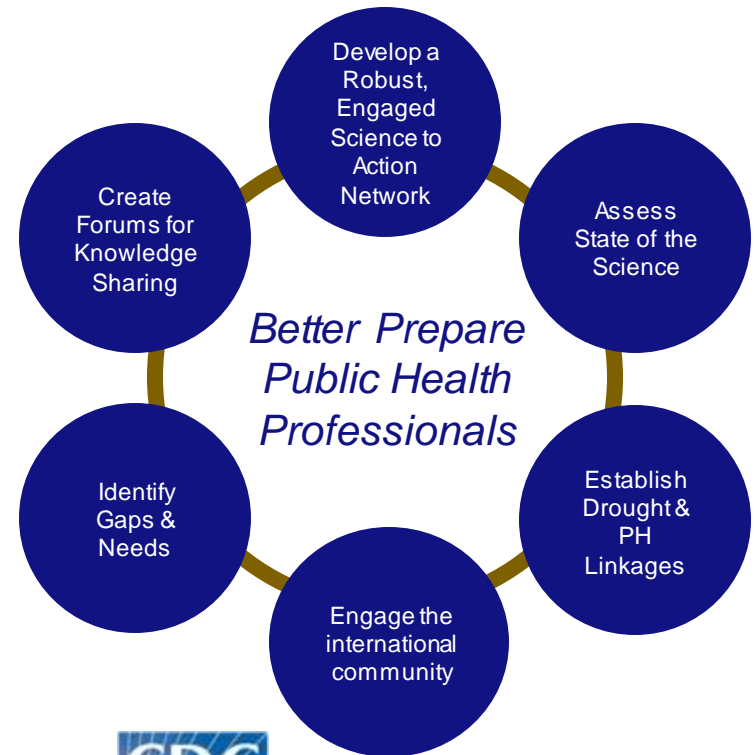 Develop a
Robust,
Engaged
Science to
Action
Network
Assess
State of the
Science
Establish
Drought &
PH
Linkages
Engage the
international
community
Identify
Gaps &
Needs
Create
Forums for
Knowledge
Sharing
Better Prepare
Public Health
Professionals
CDC